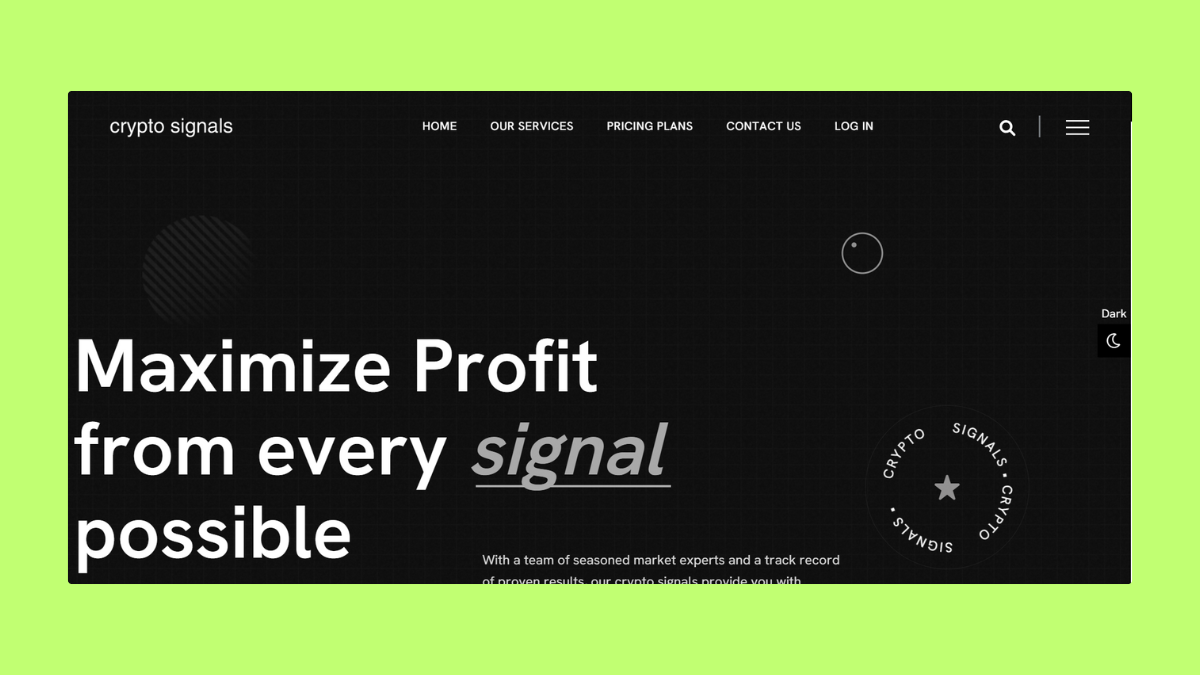 crypto signals
HOME OUR SERVICES PRICING PLANS CONTACT US LOG IN
Dark
Maximize Profit
from every signal
possible
CRYPTO SIGNALS • CRYPTO SIGNALS •
With a team of seasoned market experts and a track record
of proven results, our crypto signals provide you with